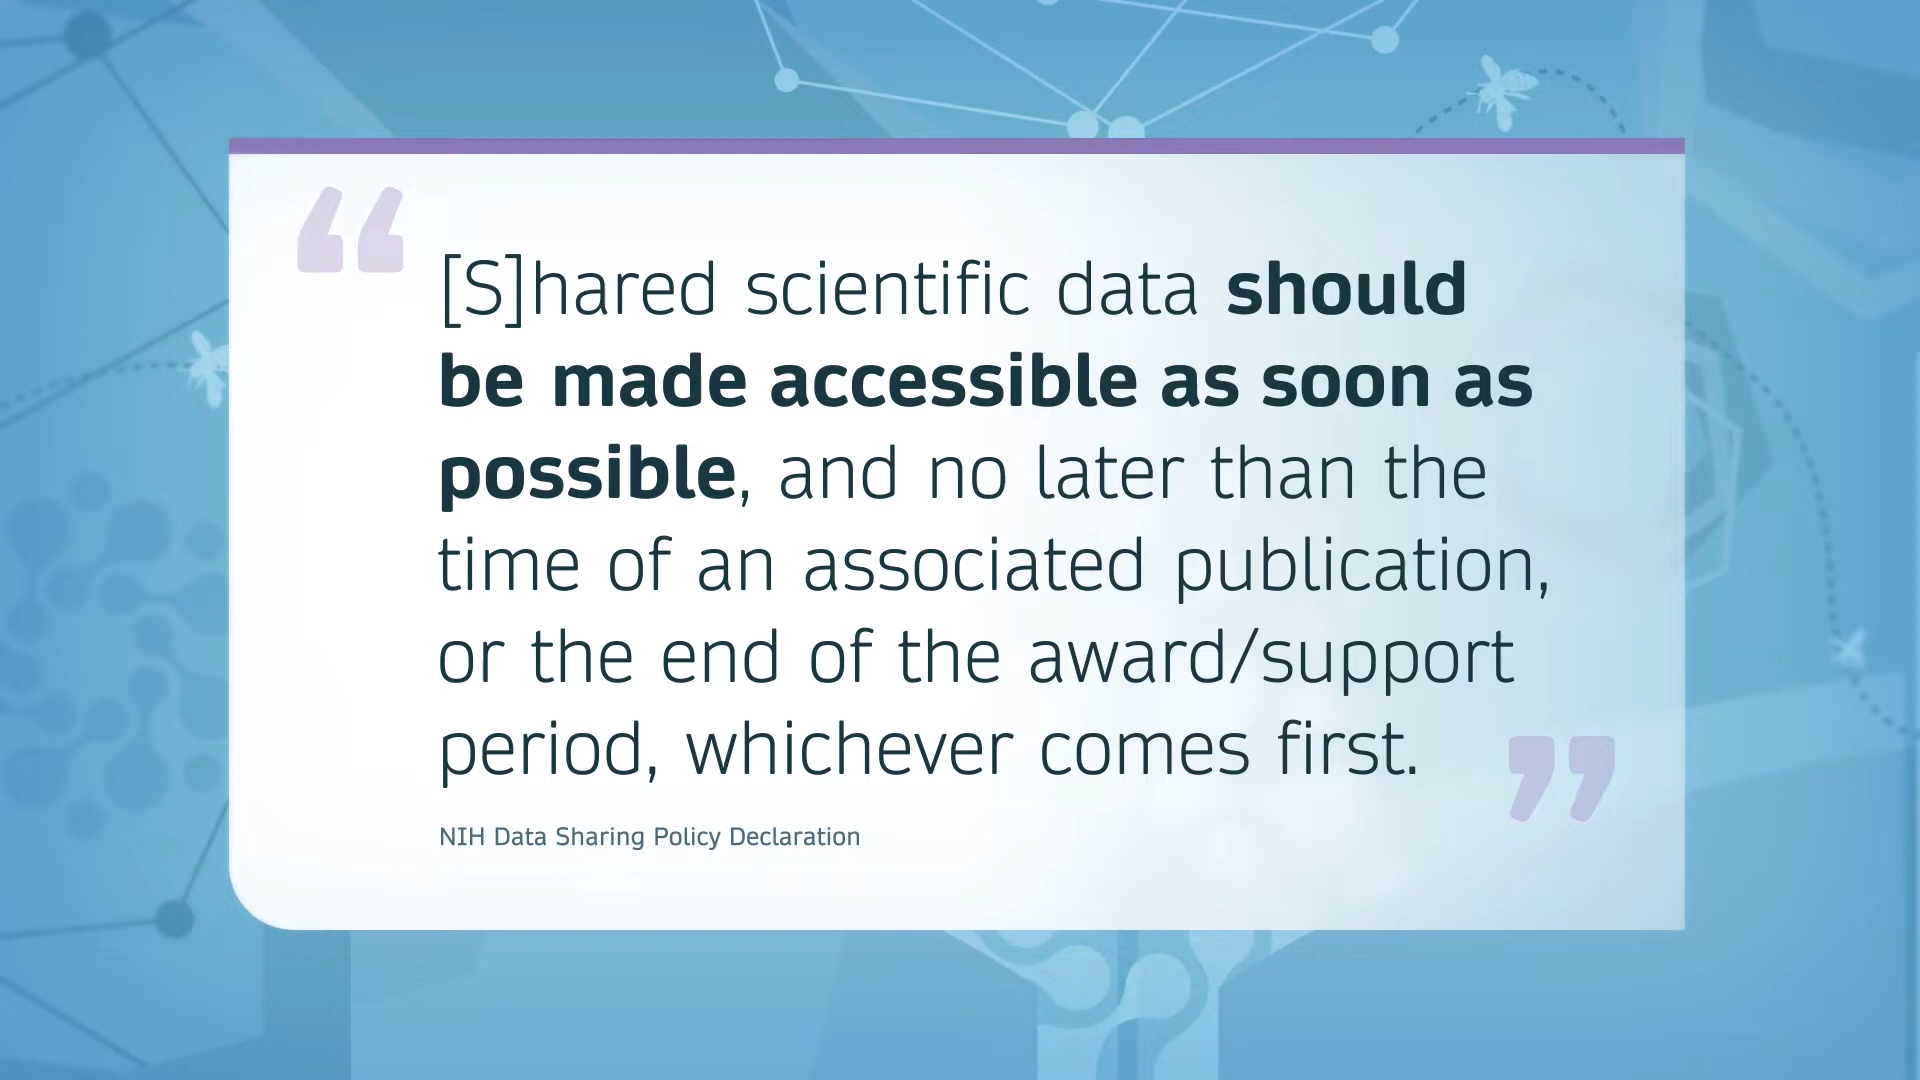 “
[S]hared scientific data should
be made accessible as soon as
possible, and no later than the
time of an associated publication,
or the end of the award/support
period, whichever comes first.
”
NIH Data Sharing Policy Declaration